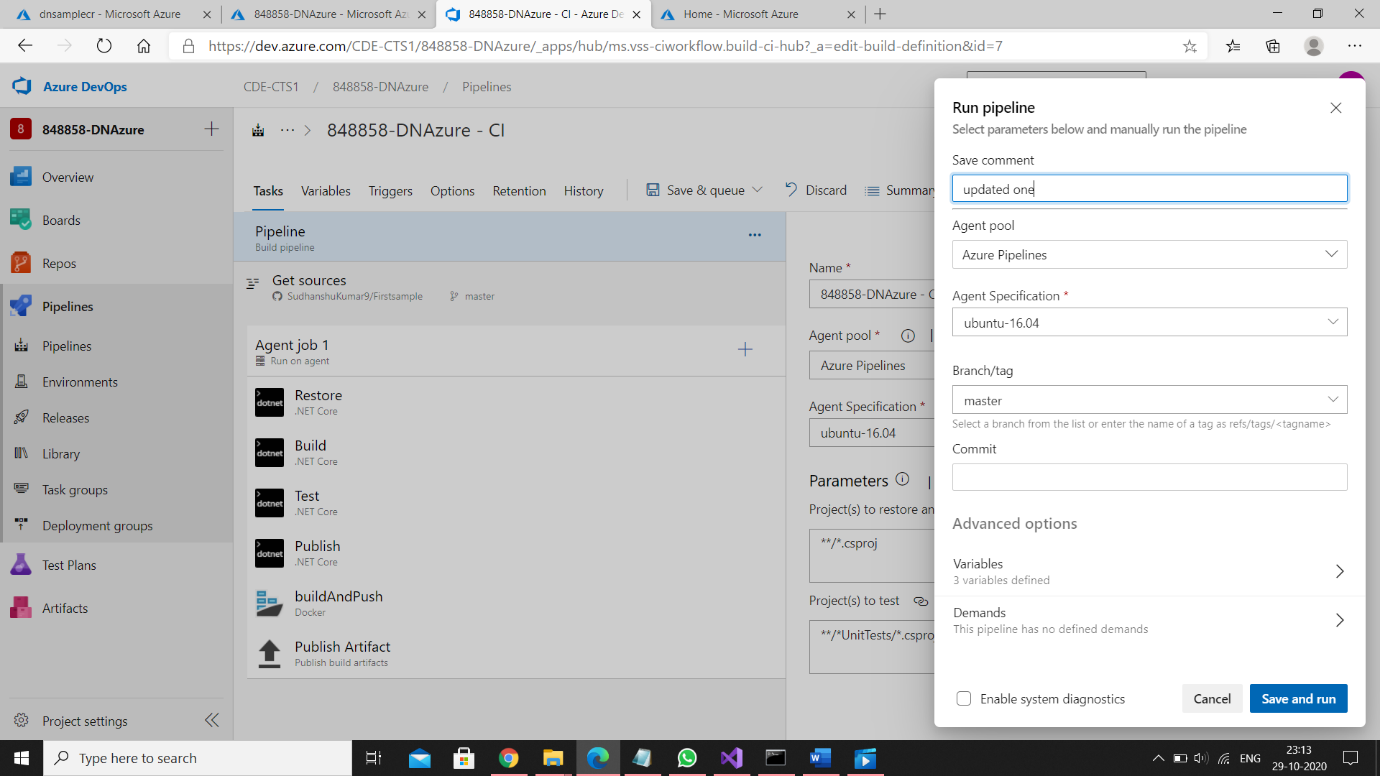 dnsamplecr - Microsoft Azure
848858-DNAzure - Microsoft Az
848858-DNAzure - CI - Azure De
Home - Microsoft Azure
https://dev.azure.com/CDE-CTS1/848858-DNAzure/_apps/hub/ms.vss-ciworkflow.build-ci-hub?_a=edit-build-definition&id=7
Azure DevOps
CDE-CTS1 / 848858-DNAzure / Pipelines
8 848858-DNAzure
Overview
Boards
Repos
Pipelines
Pipelines
Environments
Releases
Library
Task groups
Deployment groups
Test Plans
Artifacts
Project settings
848858-DNAzure - CI
Tasks Variables Triggers Options Retention History Save & queue Discard Summary
Pipeline
Build pipeline
Get sources
SudhanshuKumar9/Firstsample master
Agent job 1
Run on agent
dotnet
Restore
.NET Core
dotnet
Build
.NET Core
dotnet
Test
.NET Core
dotnet
Publish
.NET Core
buildAndPush
Docker
Publish Artifact
Publish build artifacts
Name *
848858-DNAzure - C
Agent pool *
Azure Pipelines
Agent Specification *
ubuntu-16.04
Parameters
Project(s) to restore an
**/*.csproj
Project(s) to test
**/*UnitTests/*.cspro
Run pipeline
Select parameters below and manually run the pipeline
Save comment
updated one
Agent pool
Azure Pipelines
Agent Specification *
ubuntu-16.04
Branch/tag
master
Select a branch from the list or enter the name of a tag as refs/tags/<tagname>
Commit
Advanced options
Variables
3 variables defined
Demands
This pipeline has no defined demands
Enable system diagnostics
Cancel
Save and run
Type here to search
ENG
23:13
29-10-2020